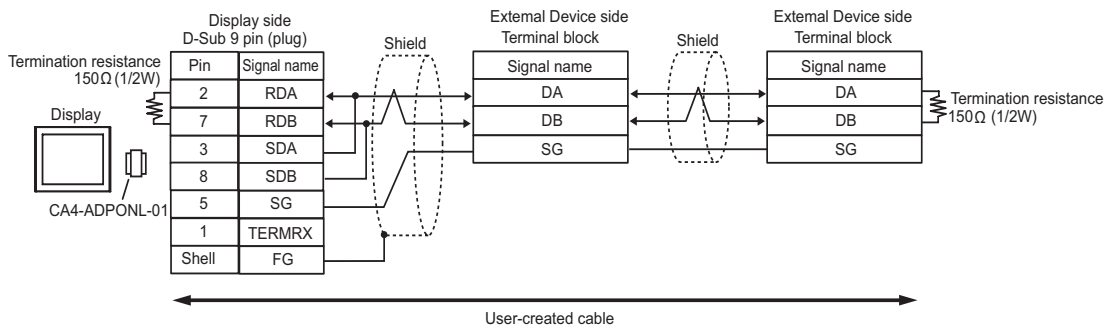 Display side
D-Sub 9 pin (plug)
External Device side
Terminal block
External Device side
Terminal block
Shield
Shield
Termination resistance
150Ω (1/2W)
Pin Signal name
2 RDA
7 RDB
3 SDA
8 SDB
5 SG
1 TERMRX
Shell FG
Signal name
DA
DB
SG
Signal name
DA
DB
SG
Termination resistance
150Ω (1/2W)
Display
CA4-ADPONL-01
User-created cable